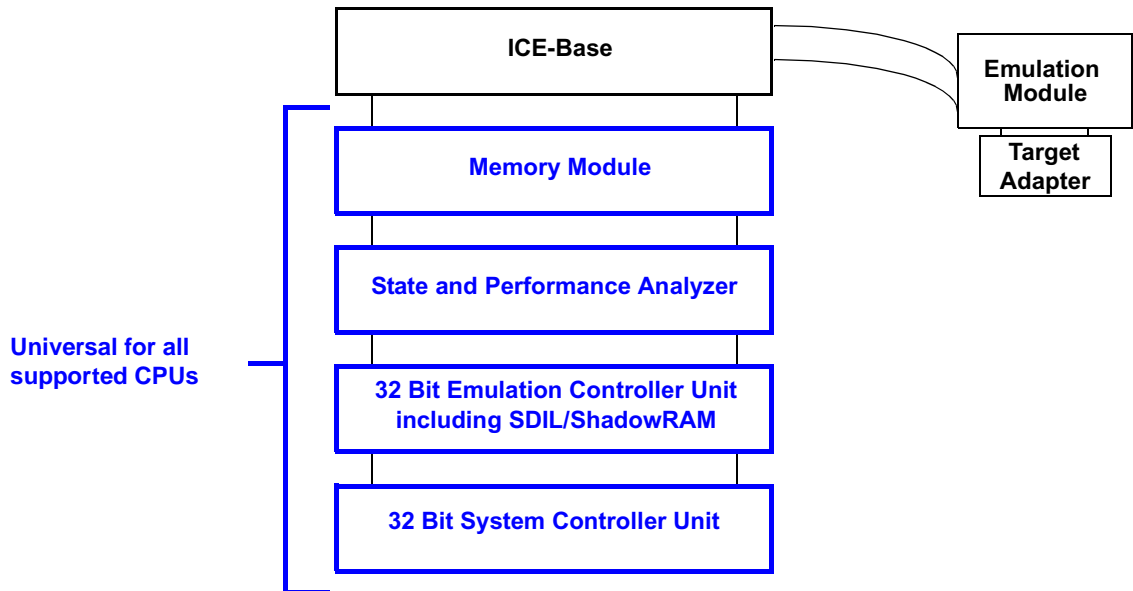 ICE-Base
Emulation
Module
Target
Adapter
Memory Module
State and Performance Analyzer
Universal for all
supported CPUs
32 Bit Emulation Controller Unit
including SDIL/ShadowRAM
32 Bit System Controller Unit